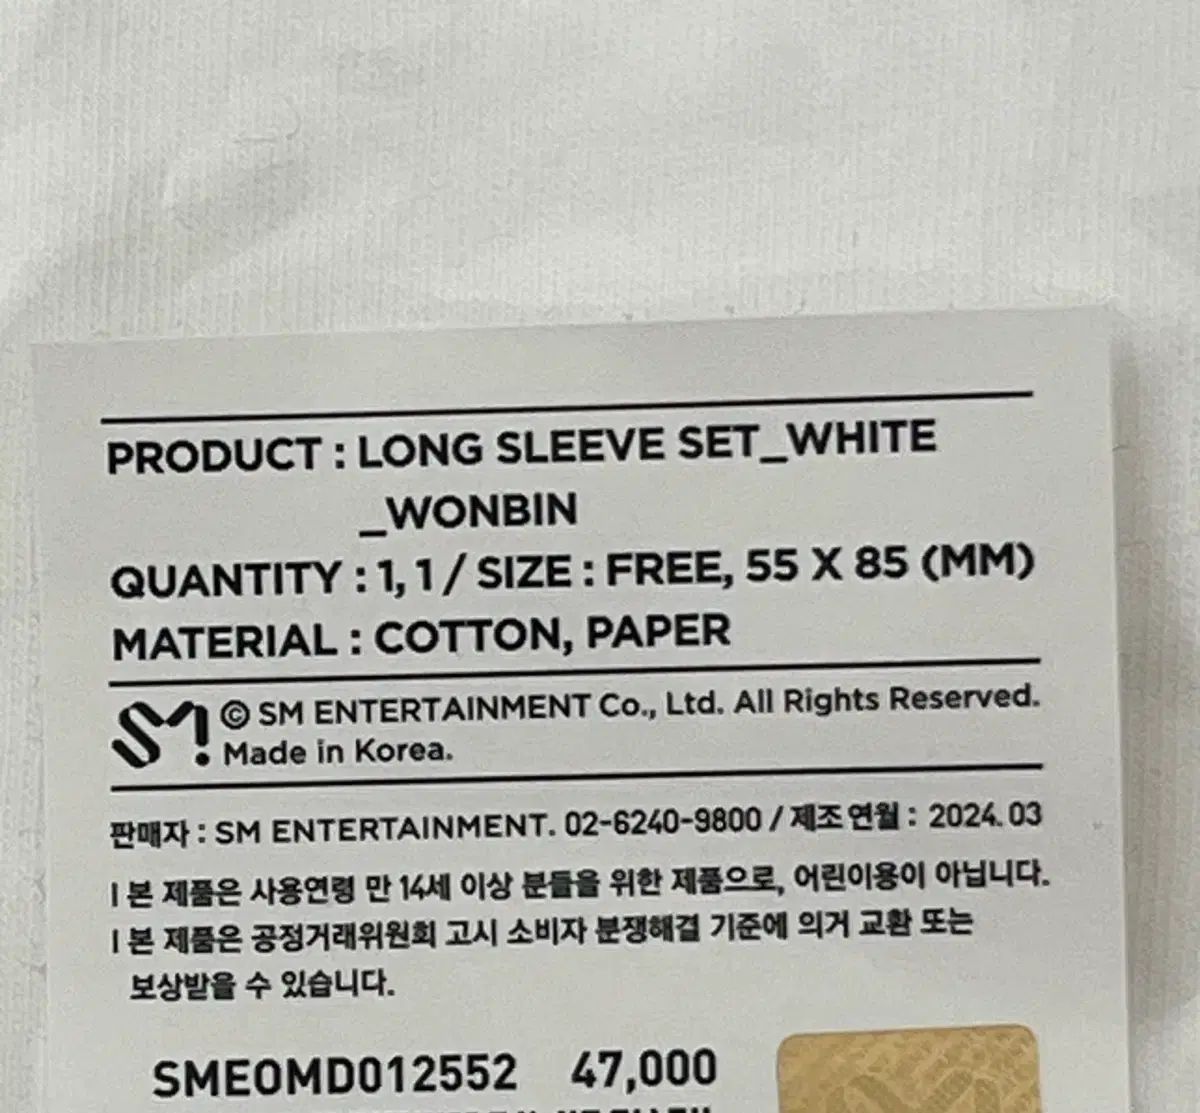 PRODUCT : LONG SLEEVE SET_WHITE
_WONBIN
QUANTITY : 1, 1 / SIZE : FREE, 55 X 85 (MM)
MATERIAL : COTTON, PAPER
SM
© SM ENTERTAINMENT Co., Ltd. All Rights Reserved.
Made in Korea.
판매자 : SM ENTERTAINMENT. 02-6240-9800 / 제조연월 : 2024. 03
l 본 제품은 사용연령 만 14세 이상 분들을 위한 제품으로, 어린이용이 아닙니다.
l 본 제품은 공정거래위원회 고시 소비자 분쟁해결 기준에 의거 교환 또는
보상받을 수 있습니다.
SMEOMD012552 47,000